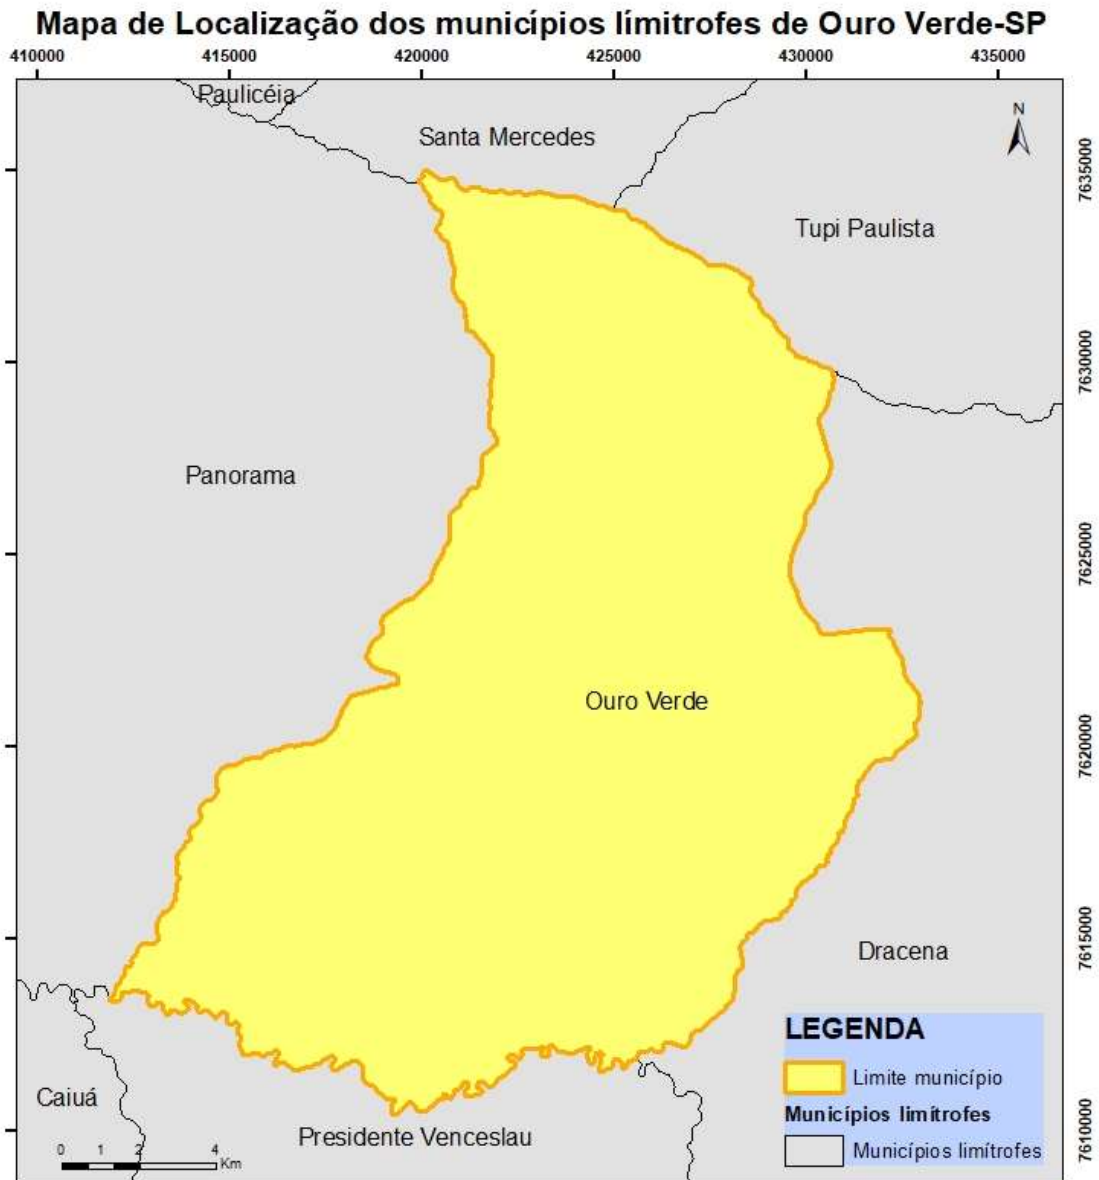 Mapa de Localização dos municípios límitrofes de Ouro Verde-SP
410000 415000 420000 425000 430000 435000
Paulicéia
Santa Mercedes
N
7635000
Tupi Paulista
7630000
Panorama
7625000
Ouro Verde
7620000
7615000
Dracena
LEGENDA
Limite município
Municípios limítrofes
Municípios limítrofes
Caiuá
Presidente Venceslau
7610000
0 1 2 4
Km